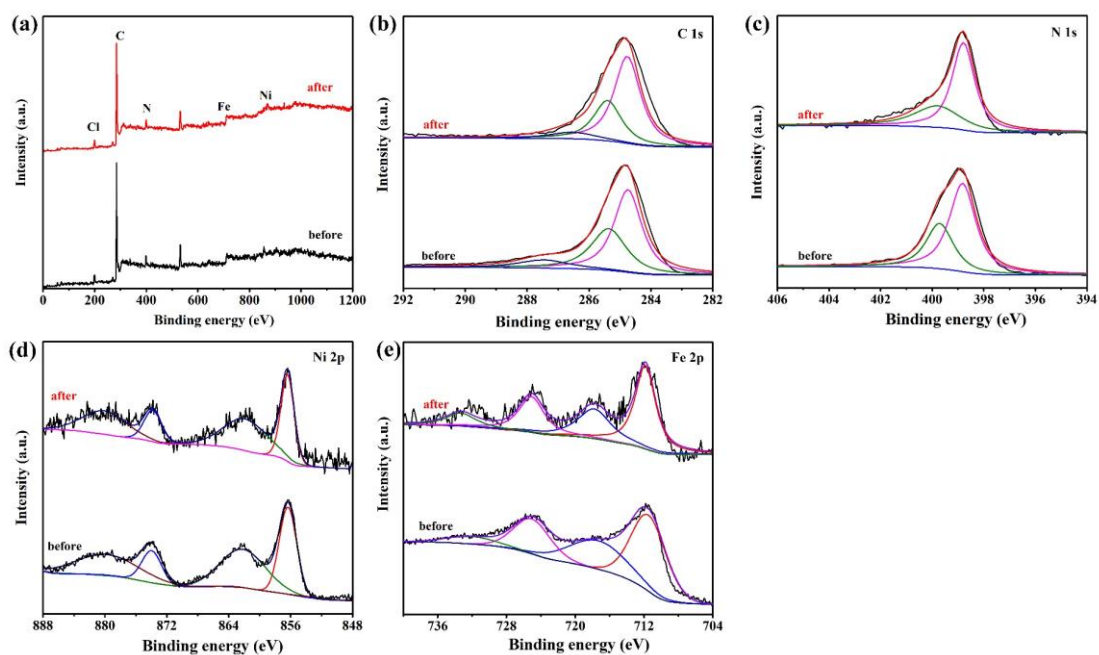 (a)
C
after
N
Fe
Ni
Cl
before
Intensity (a.u.)
0 200 400 600 800 1000 1200
Binding energy (eV)
(b)
C 1s
after
before
Intensity (a.u.)
292 290 288 286 284 282
Binding energy (eV)
(c)
N 1s
after
before
Intensity (a.u.)
406 404 402 400 398 396 394
Binding energy (eV)
(d)
Ni 2p
after
before
Intensity (a.u.)
888 880 872 864 856 848
Binding energy (eV)
(e)
Fe 2p
after
before
Intensity (a.u.)
736 728 720 712 704
Binding energy (eV)